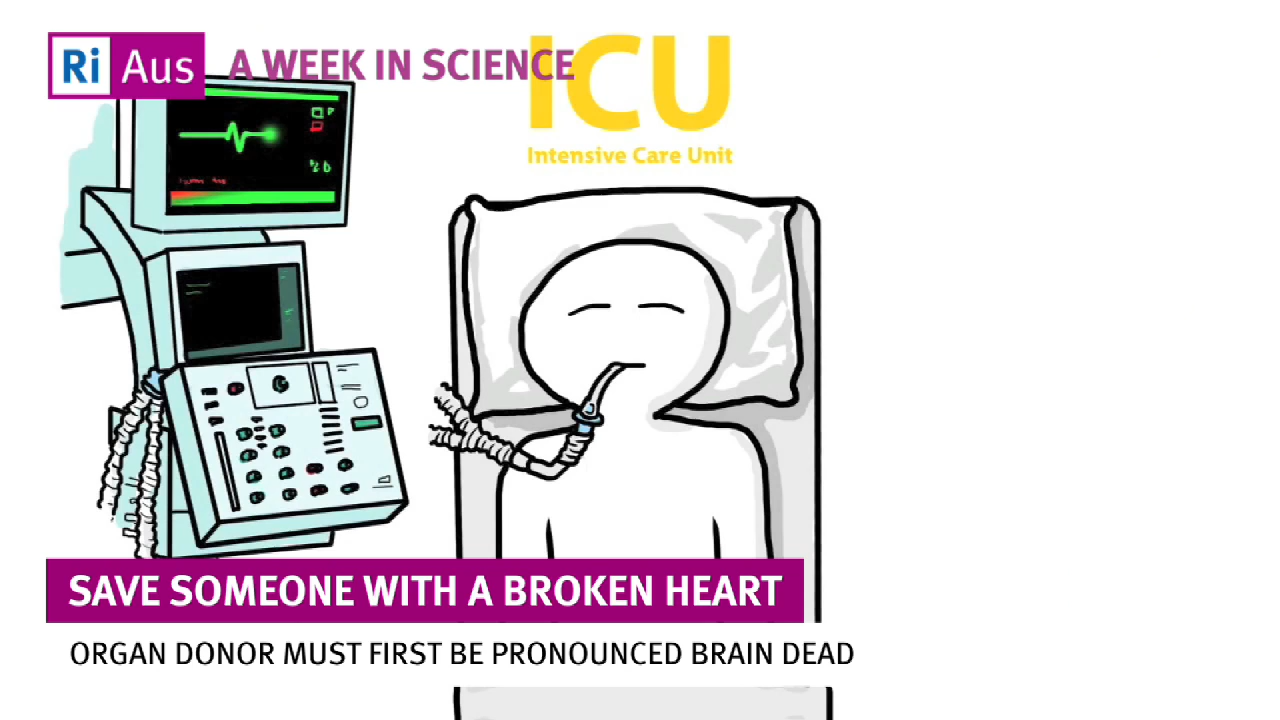 Ri Aus A WEEK IN SCIENCE
ICU
Intensive Care Unit
SAVE SOMEONE WITH A BROKEN HEART
ORGAN DONOR MUST FIRST BE PRONOUNCED BRAIN DEAD